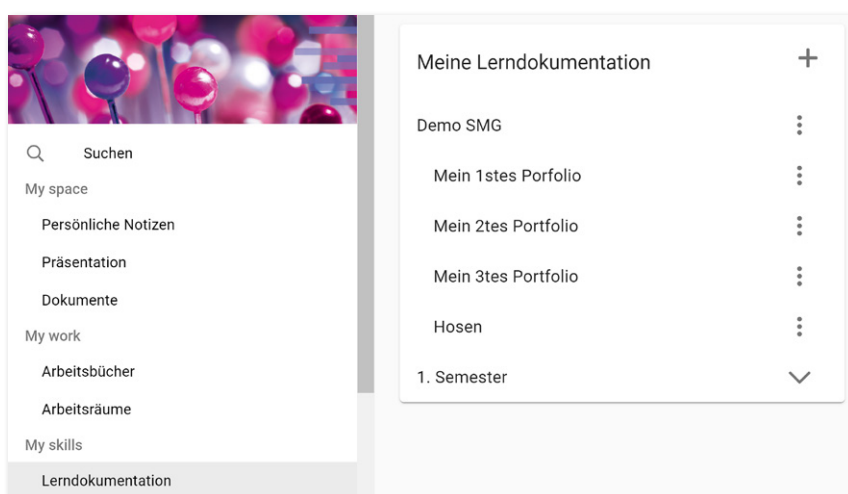 Suchen
My space
Persönliche Notizen
Präsentation
Dokumente
My work
Arbeitsbücher
Arbeitsräume
My skills
Lerndokumentation
Meine Lerndokumentation
Demo SMG
Mein 1stes Porfolio
Mein 2tes Portfolio
Mein 3tes Portfolio
Hosen
1. Semester